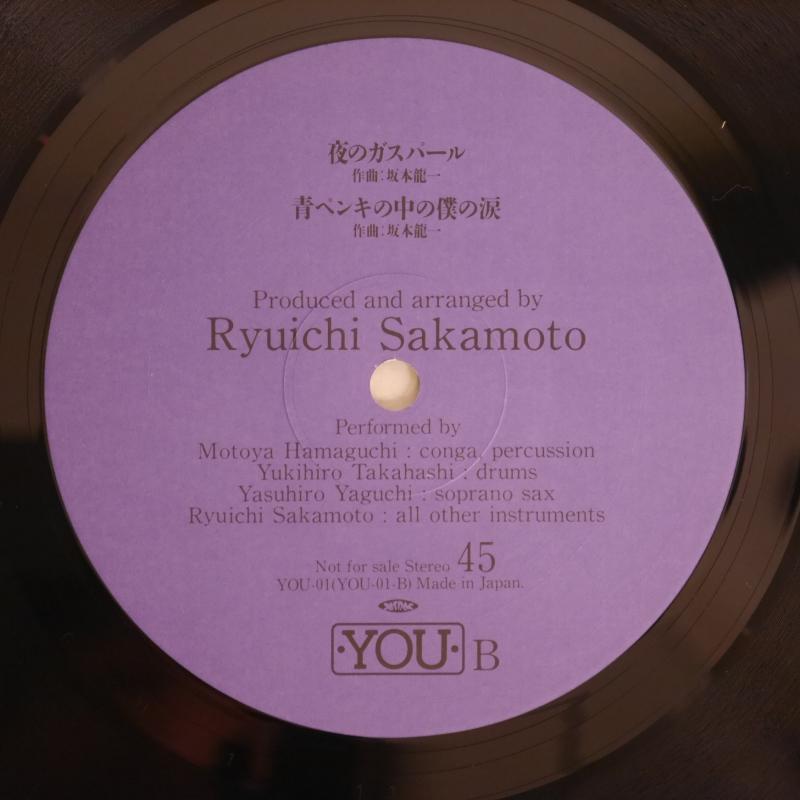 夜のガスパール
作曲:坂本龍一
青ペンキの中の僕の涙
作曲:坂本龍一
Produced and arranged by
Ryuichi Sakamoto
Performed by
Motoya Hamaguchi : conga, percussion
Yukihiro Takahashi : drums
Yasuhiro Yaguchi : soprano sax
Ryuichi Sakamoto : all other instruments
Not for sale Stereo 45
YOU-01(YOU-01-B) Made in Japan.
·YOU· B